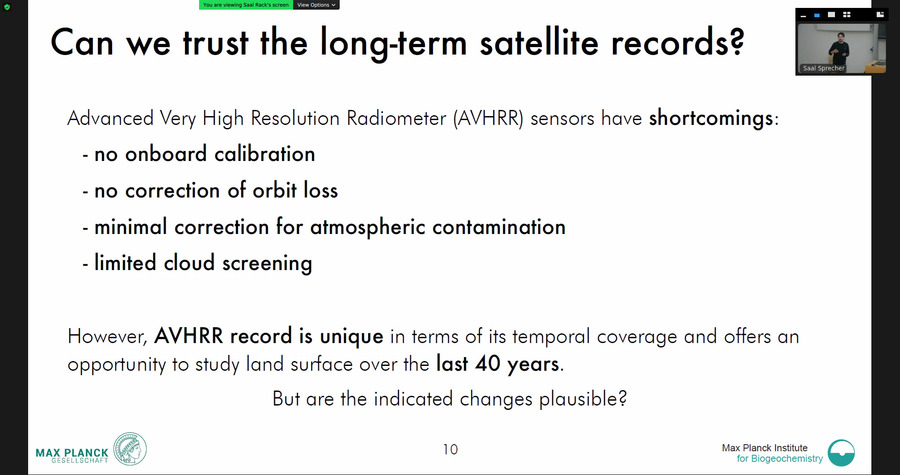 You are viewing Saal Rack's screen
View Options
Can we trust the long-term satellite records?
Saal Sprecher
Advanced Very High Resolution Radiometer (AVHRR) sensors have shortcomings:
- no onboard calibration
- no correction of orbit loss
- minimal correction for atmospheric contamination
- limited cloud screening
However, AVHRR record is unique in terms of its temporal coverage and offers an
opportunity to study land surface over the last 40 years.
But are the indicated changes plausible?
MAX PLANCK
GESELLSCHAFT
10
Max Planck Institute
for Biogeochemistry